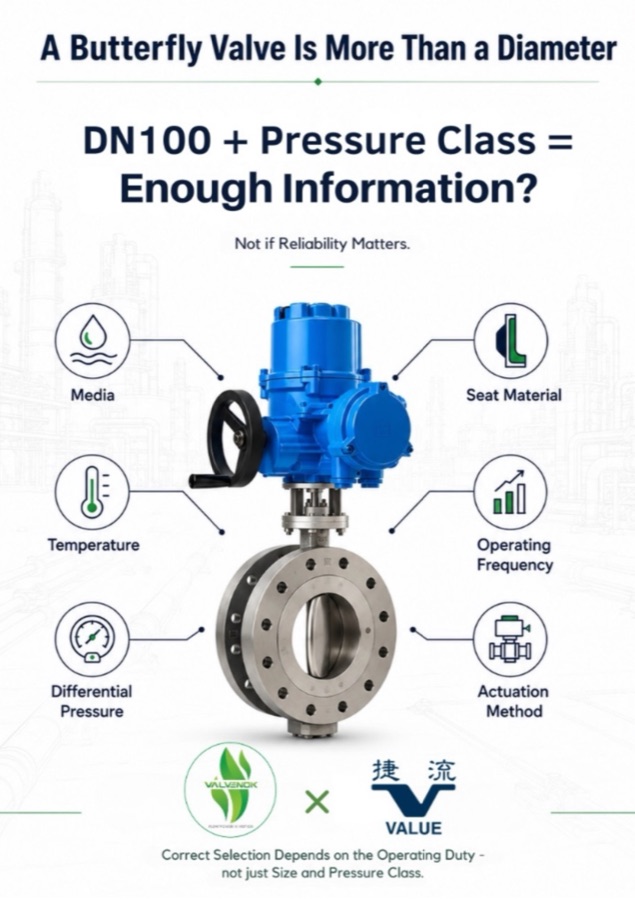 A Butterfly Valve Is More Than a Diameter
DN100 + Pressure Class =
Enough Information?
Not if Reliability Matters.
Media
Seat Material
Temperature
Operating
Frequency
Differential
Pressure
Actuation
Method
VALVENOK
×
捷 流
VALUE
Correct Selection Depends on the Operating Duty -
not just Size and Pressure Class.